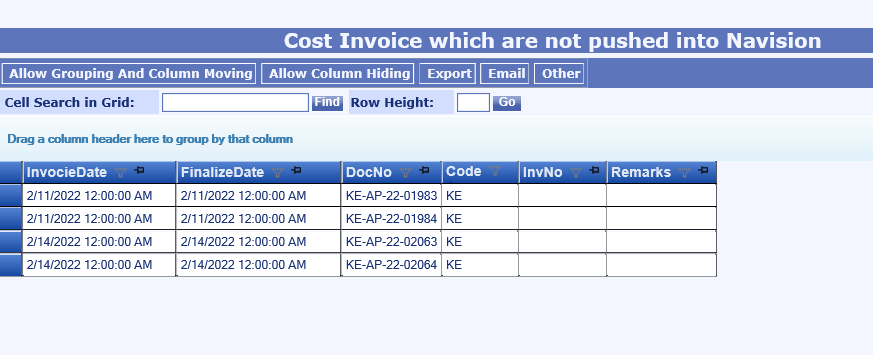 Cost Invoice which are not pushed into Navision
Allow Grouping And Column Moving Allow Column Hiding Export Email Other
Cell Search in Grid: Find Row Height: Go
Drag a column header here to group by that column
InvocieDate FinalizeDate DocNo Code InvNo Remarks
2/11/2022 12:00:00 AM 2/11/2022 12:00:00 AM KE-AP-22-01983 KE
2/11/2022 12:00:00 AM 2/11/2022 12:00:00 AM KE-AP-22-01984 KE
2/14/2022 12:00:00 AM 2/14/2022 12:00:00 AM KE-AP-22-02063 KE
2/14/2022 12:00:00 AM 2/14/2022 12:00:00 AM KE-AP-22-02064 KE